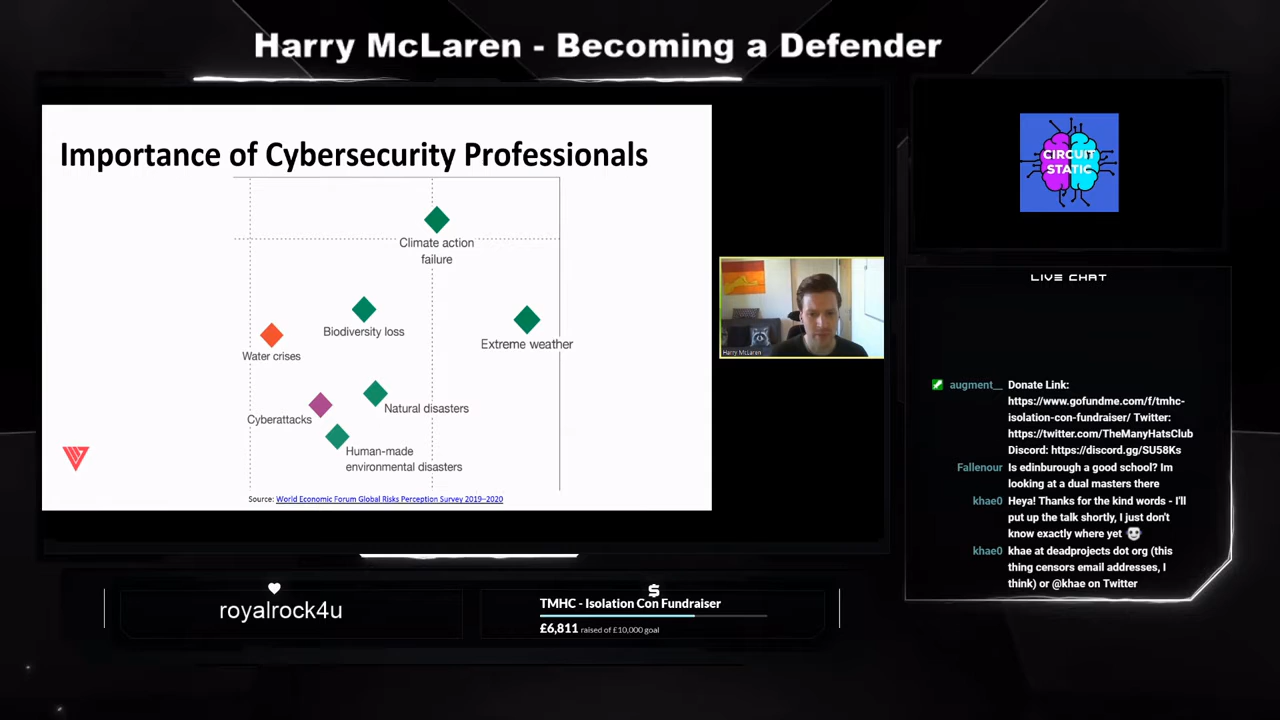 Harry McLaren - Becoming a Defender
Importance of Cybersecurity Professionals
Climate action
failure
Biodiversity loss
Extreme weather
Water crises
Cyberattacks
Natural disasters
Human-made
environmental disasters
Source: World Economic Forum Global Risks Perception Survey 2019–2020
Harry McLaren
CIRCUIT
STATIC
LIVE CHAT
augment__ Donate Link:
https://www.gofundme.com/f/tmhc-
isolation-con-fundraiser/ Twitter:
https://twitter.com/TheManyHatsClub
Discord: https://discord.gg/SU58Ks
Fallenour Is edinburough a good school? Im
looking at a dual masters there
khae0 Heya! Thanks for the kind words - I'll
put up the talk shortly, I just don't
know exactly where yet
khae0 khae at deadprojects dot org (this
thing censors email addresses, I
think) or @khae on Twitter
royalrock4u
TMHC - Isolation Con Fundraiser
£6,811 raised of £10,000 goal